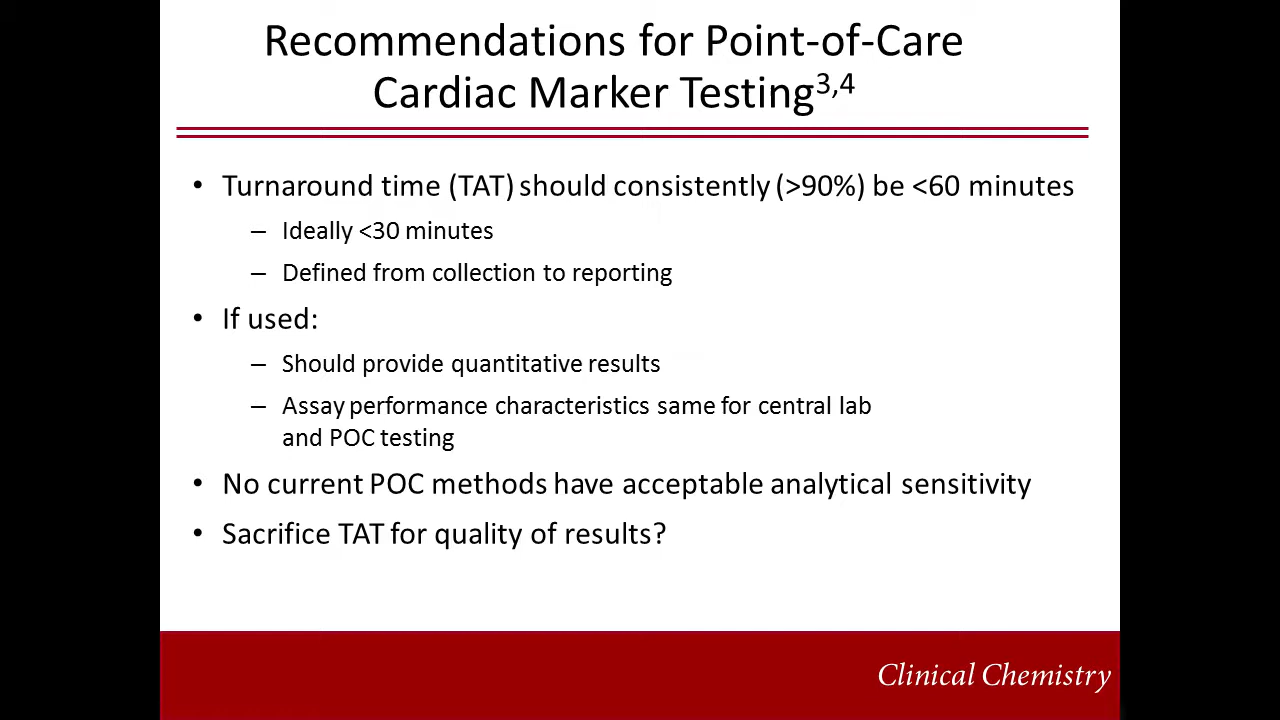 Recommendations for Point-of-Care
Cardiac Marker Testing3,4
• Turnaround time (TAT) should consistently (>90%) be <60 minutes
– Ideally <30 minutes
– Defined from collection to reporting
• If used:
– Should provide quantitative results
– Assay performance characteristics same for central lab
and POC testing
• No current POC methods have acceptable analytical sensitivity
• Sacrifice TAT for quality of results?
Clinical Chemistry